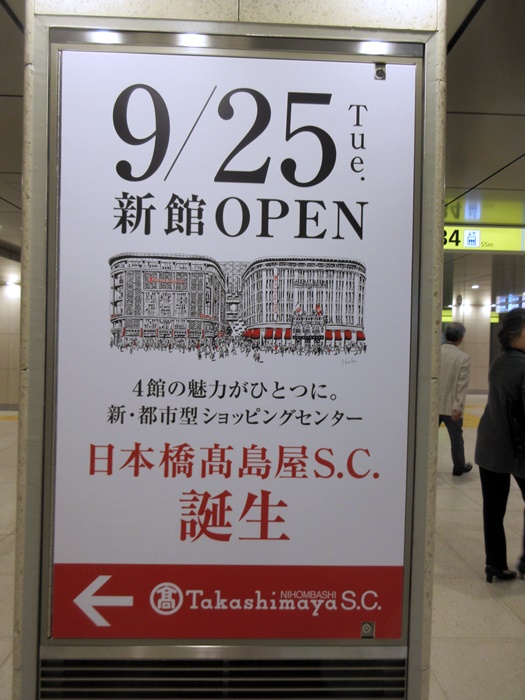 9/25 Tue.
新館OPEN
4館の魅力がひとつに。
新・都市型ショッピングセンター
日本橋髙島屋S.C.
誕生
髙 Takashimaya S.C.
NIHOMBASHI
34
55m